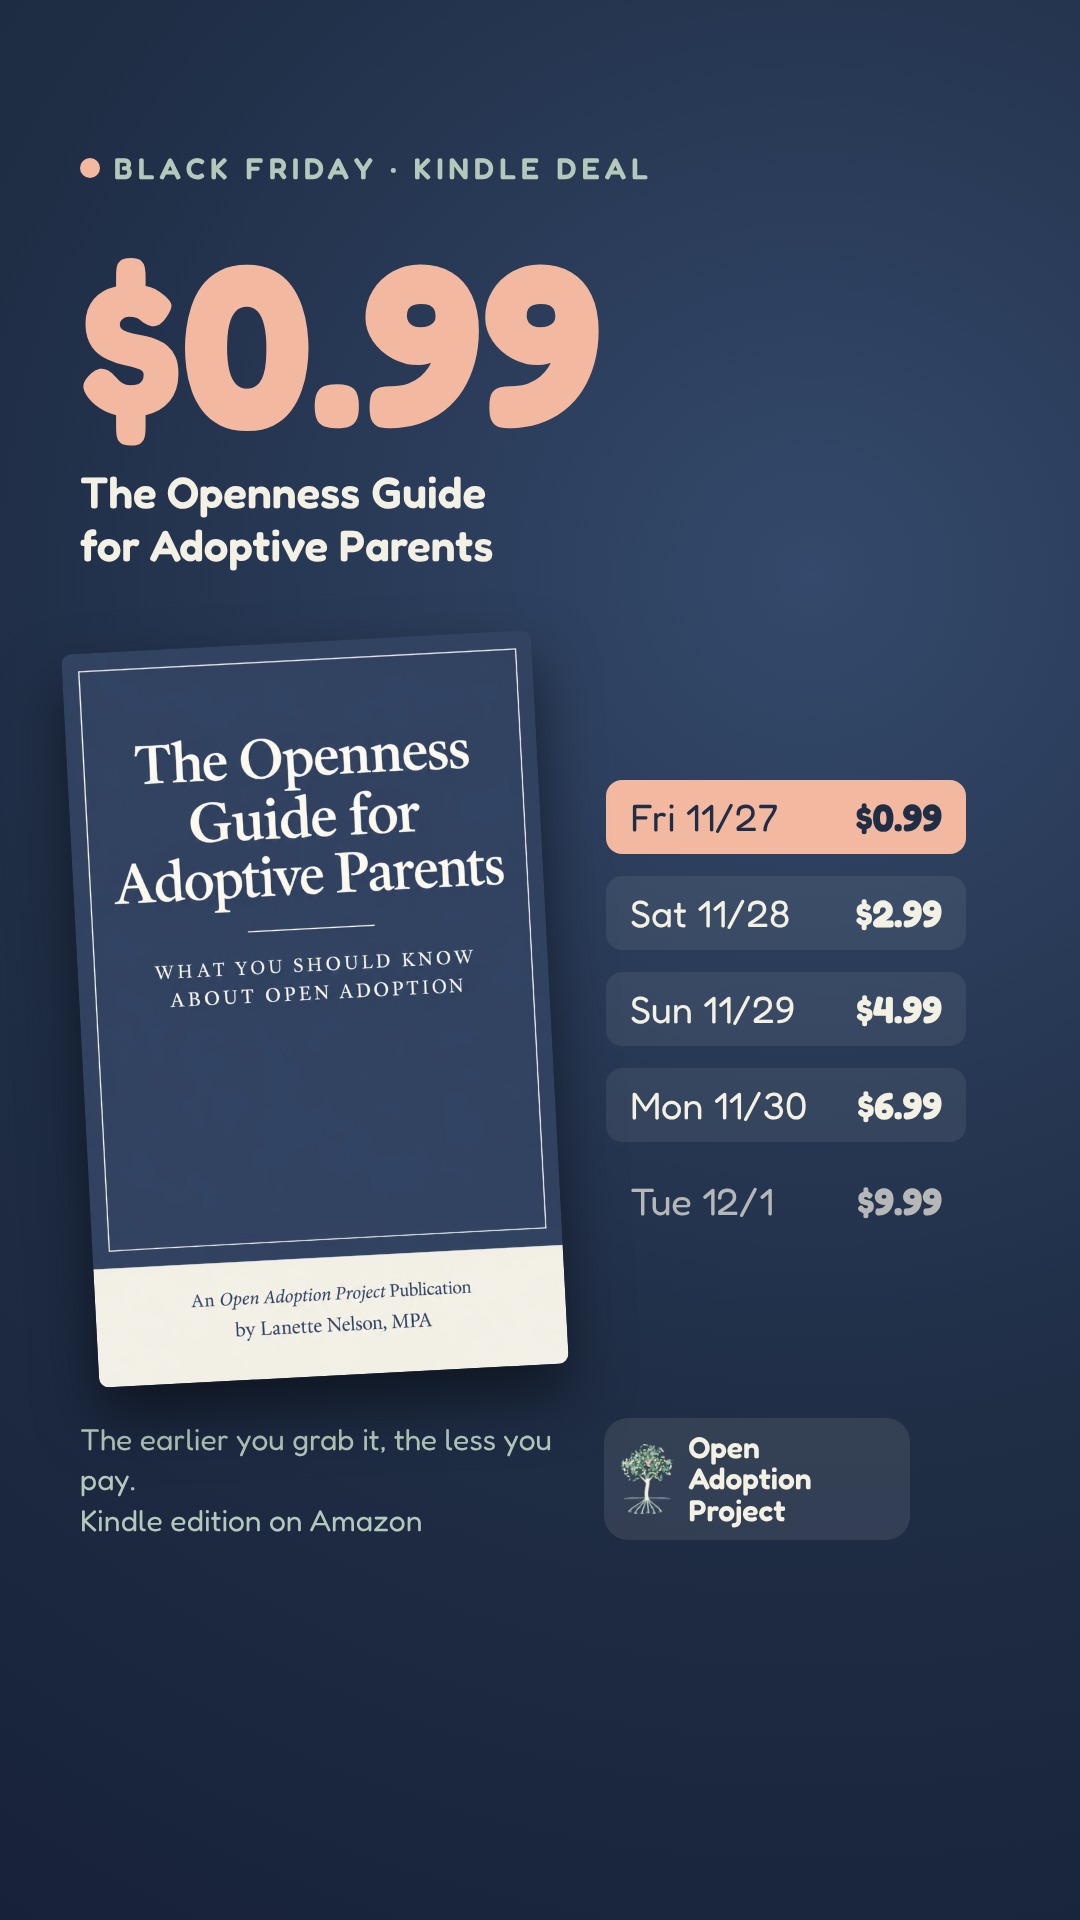 BLACK FRIDAY · KINDLE DEAL
$0.99
The Openness Guide
for Adoptive Parents
The Openness
Guide for
Adoptive Parents
WHAT YOU SHOULD KNOW
ABOUT OPEN ADOPTION
An Open Adoption Project Publication
by Lanette Nelson, MPA
Fri 11/27 $0.99
Sat 11/28 $2.99
Sun 11/29 $4.99
Mon 11/30 $6.99
Tue 12/1 $9.99
The earlier you grab it, the less you
pay.
Kindle edition on Amazon
Open
Adoption
Project